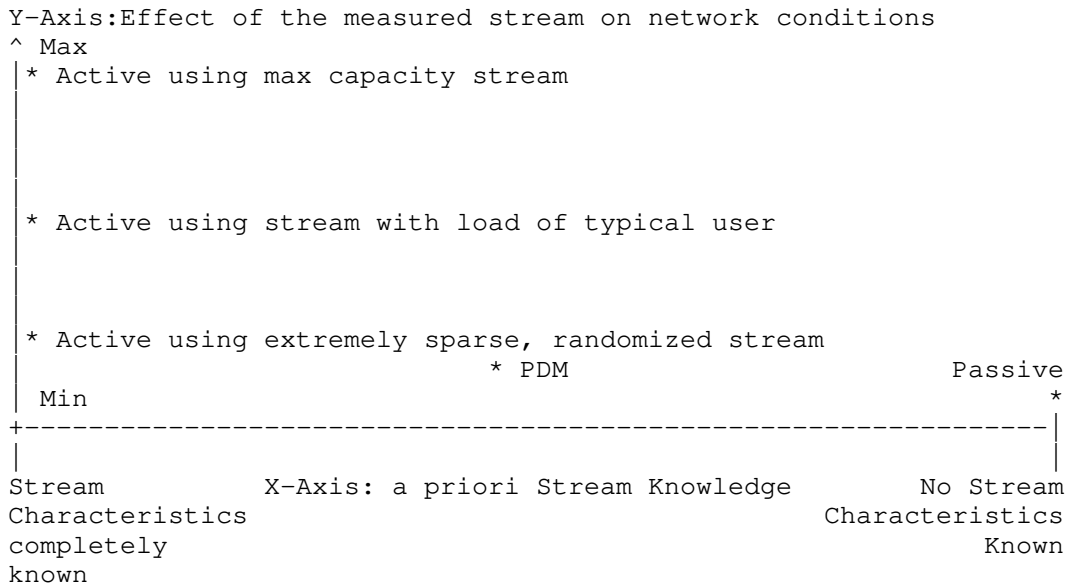 Y-Axis:Effect of the measured stream on network conditions
^ Max
|* Active using max capacity stream
|
|
|
|
|* Active using stream with load of typical user
|
|
|
|* Active using extremely sparse, randomized stream
| * PDM Passive
| Min *
+----------------------------------------------------------------|
| |
Stream X-Axis: a priori Stream Knowledge No Stream
Characteristics Characteristics
completely Known
known